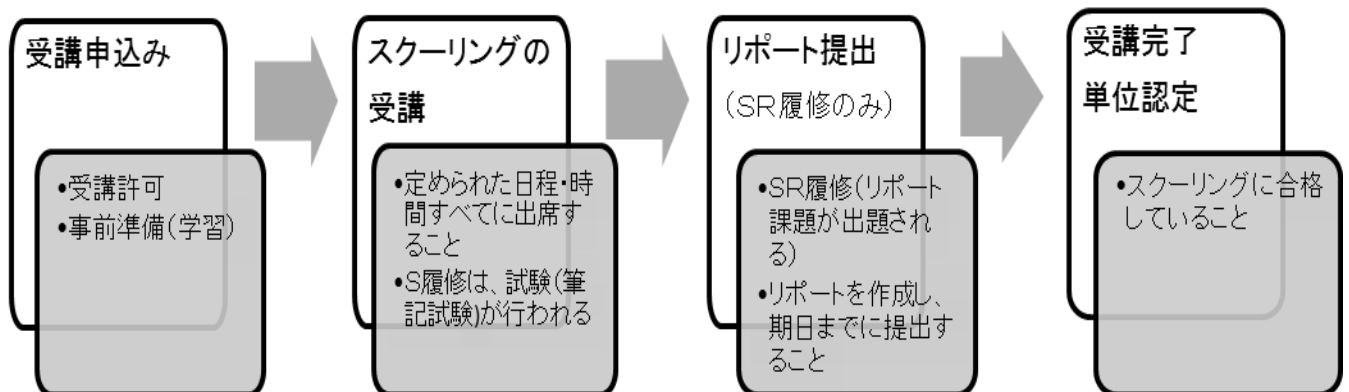 受講申込み
•受講許可
•事前準備(学習)
スクーリングの
受講
•定められた日程・時
間すべてに出席す
ること
•S履修は、試験(筆
記試験)が行われる
リポート提出
(SR履修のみ)
•SR履修(リポート
課題が出題され
る)
•リポートを作成し、
期日までに提出す
ること
受講完了
単位認定
•スクーリングに合格
していること